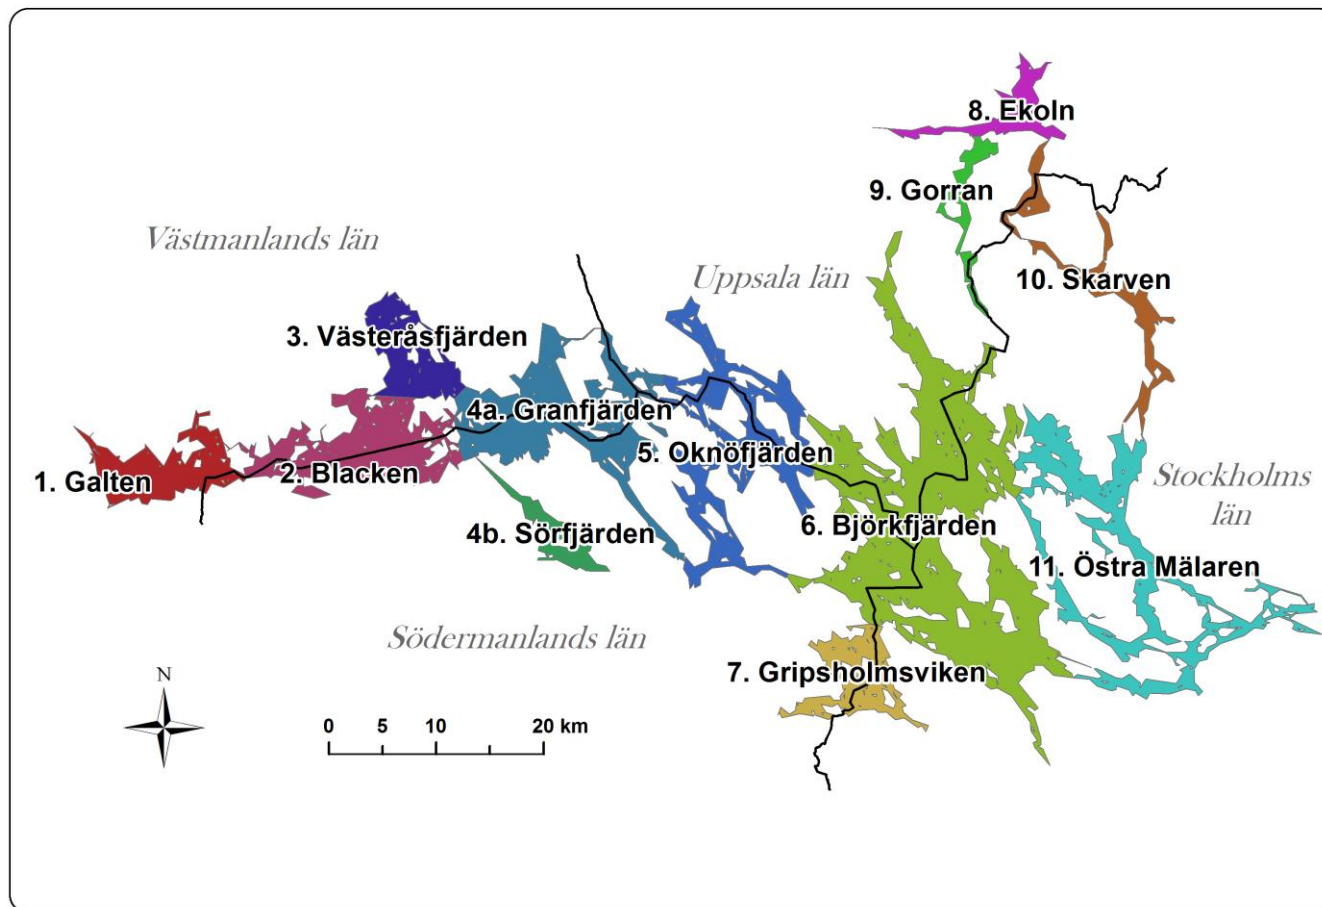 8. Ekoln
9. Gorran
Västmanlands län
Uppsala län
10. Skarven
3. Västeråsfjärden
4a. Granfjärden
5. Oknöfjärden
1. Galten
2. Blacken
Stockholms
län
4b. Sörfjärden
6. Björkfjärden
11. Östra Mälaren
Södermanlands län
7. Gripsholmsviken
N
0 5 10 20 km